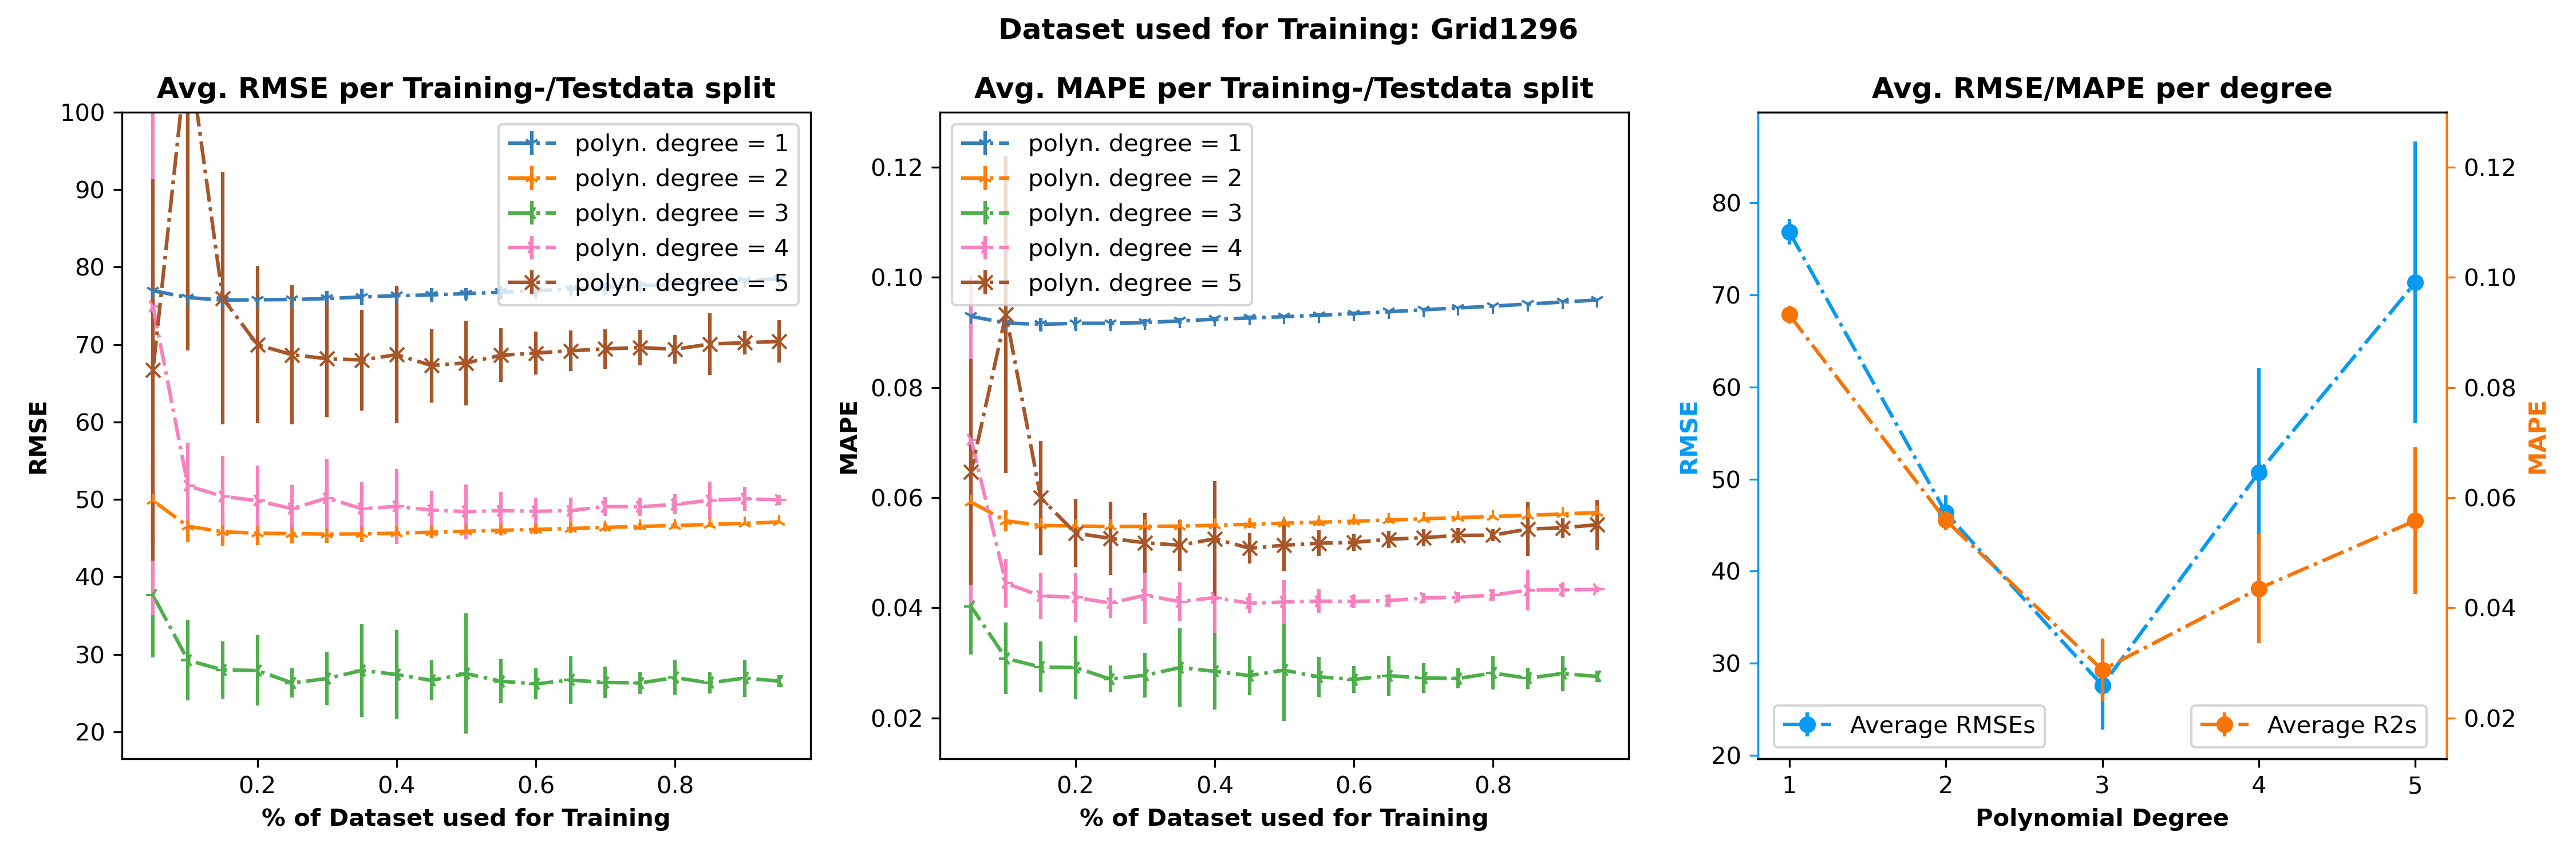 Dataset used for Training: Grid1296
Avg. RMSE per Training-/Testdata split
100
90
80
70
60
50
40
30
20
RMSE
0.2
0.4
0.6
0.8
% of Dataset used for Training
polyn. degree = 1
polyn. degree = 2
polyn. degree = 3
polyn. degree = 4
polyn. degree = 5
Avg. MAPE per Training-/Testdata split
0.12
0.10
0.08
0.06
0.04
0.02
MAPE
0.2
0.4
0.6
0.8
% of Dataset used for Training
polyn. degree = 1
polyn. degree = 2
polyn. degree = 3
polyn. degree = 4
polyn. degree = 5
Avg. RMSE/MAPE per degree
80
70
60
50
40
30
20
RMSE
1
2
3
4
5
Polynomial Degree
0.12
0.10
0.08
0.06
0.04
0.02
MAPE
Average RMSEs
Average R2s